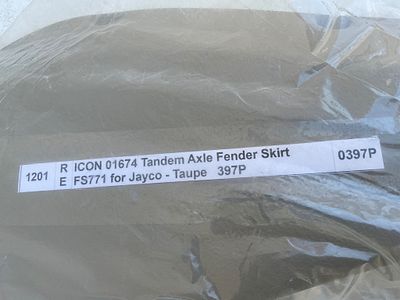 1201 R ICON 01674 Tandem Axle Fender Skirt 0397P
E FS771 for Jayco - Taupe 397P